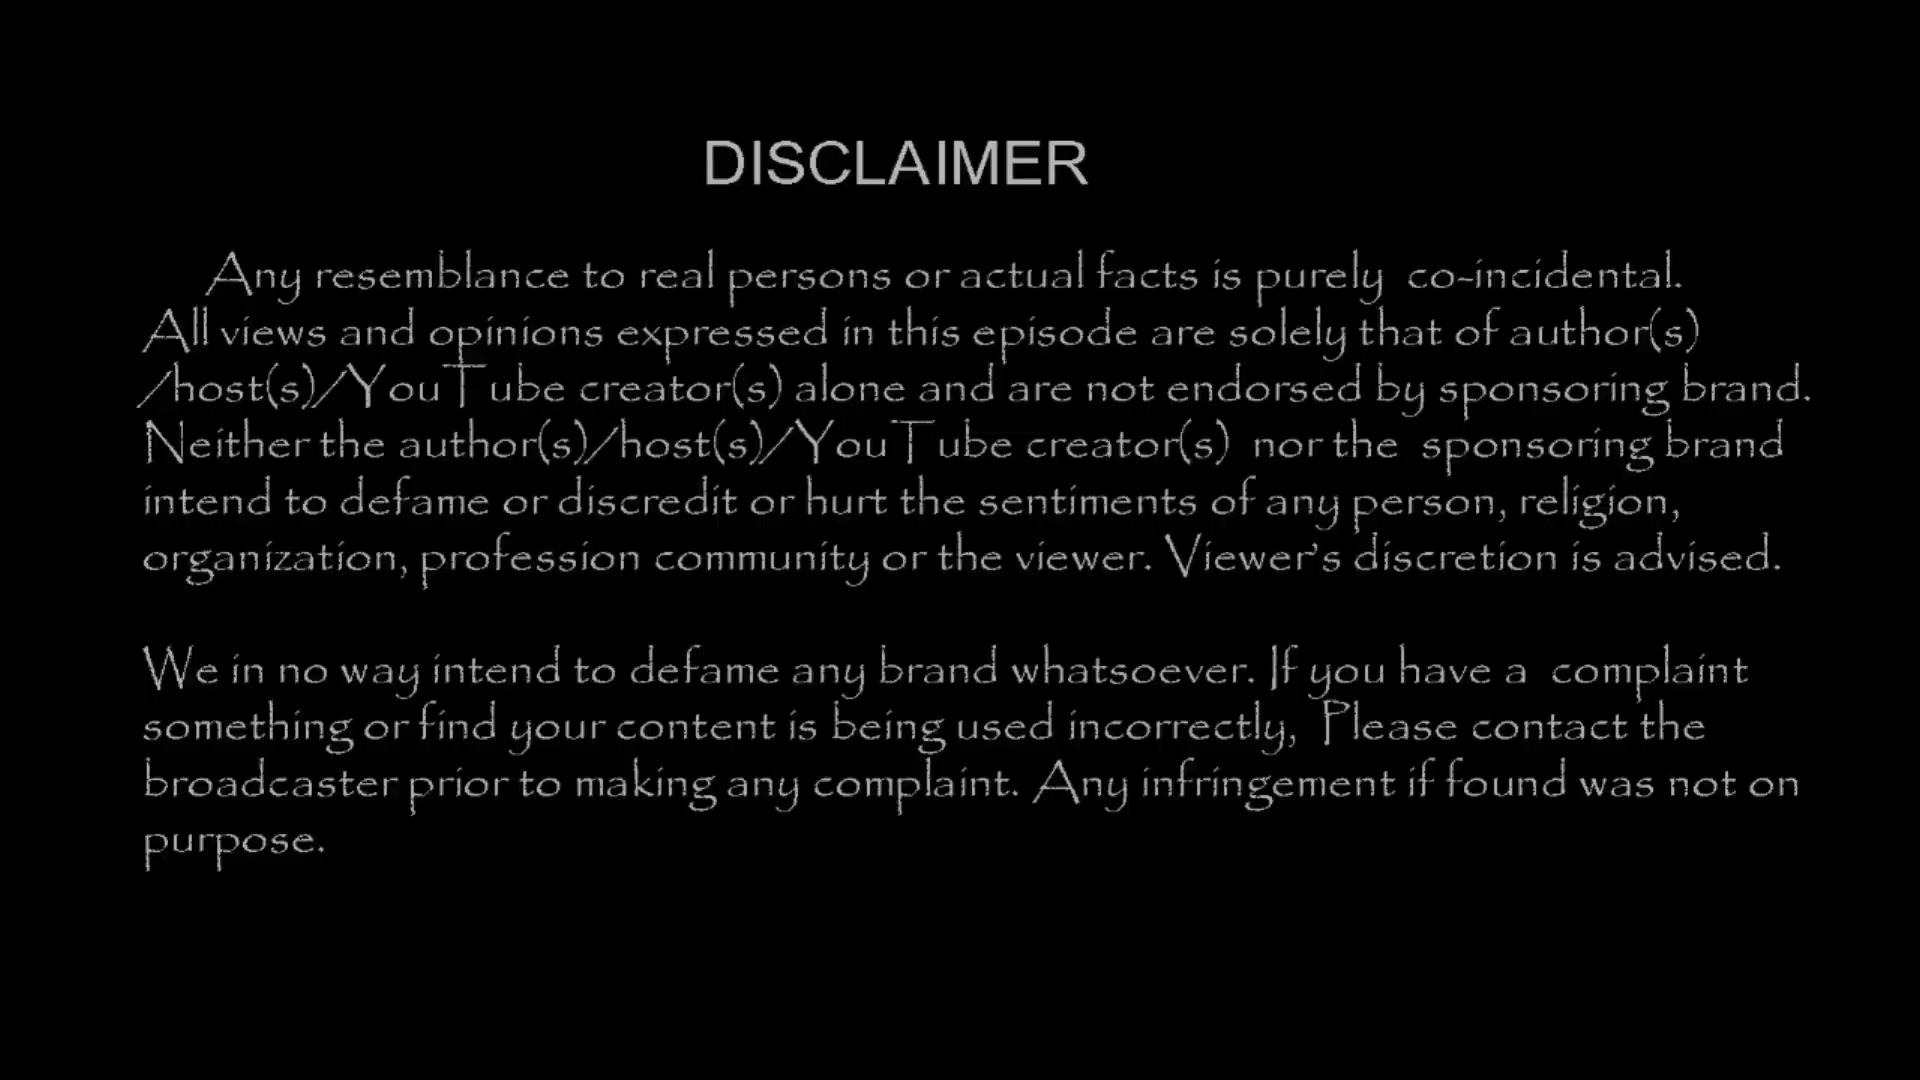 DISCLAIMER
Any resemblance to real persons or actual facts is purely co-incidental.
All views and opinions expressed in this episode are solely that of author(s)
/host(s)/YouTube creator(s) alone and are not endorsed by sponsoring brand.
Neither the author(s)/host(s)/YouTube creator(s) nor the sponsoring brand
intend to defame or discredit or hurt the sentiments of any person, religion,
organization, profession community or the viewer. Viewer's discretion is advised.
We in no way intend to defame any brand whatsoever. If you have a complaint
something or find your content is being used incorrectly, Please contact the
broadcaster prior to making any complaint. Any infringement if found was not on
purpose.